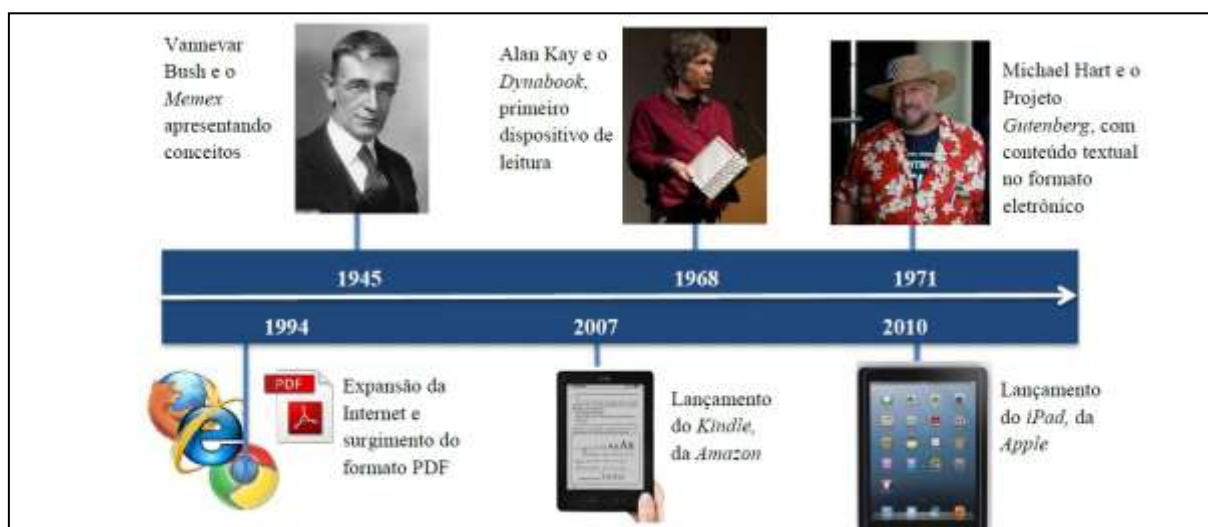 Vannevar
Bush e o
Memex
apresentando
conceitos
Alan Kay e o
Dynabook,
primeiro
dispositivo de
leitura
Michael Hart e o
Projeto
Gutenberg, com
conteúdo textual
no formato
eletrônico
1945
1968
1971
1994
2007
2010
PDF
Expansão da
Internet e
surgimento do
formato PDF
Lançamento
do Kindle,
da Amazon
Lançamento
do iPad, da
Apple